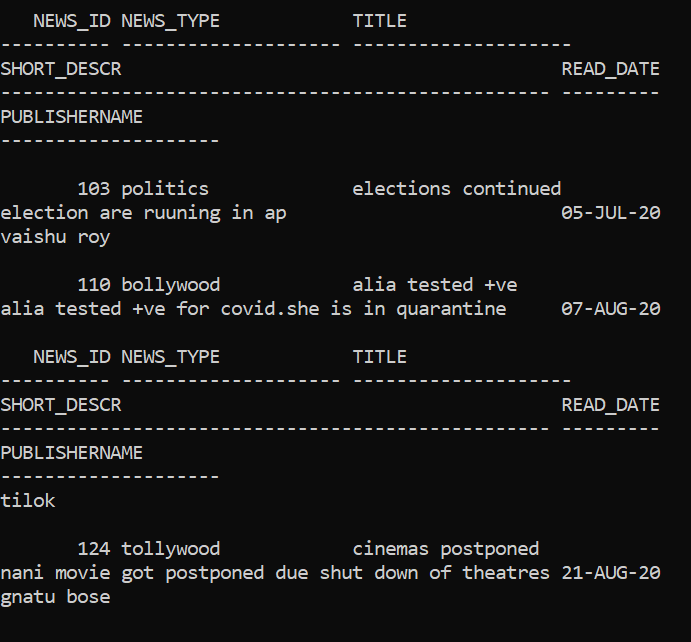 NEWS_ID NEWS_TYPE TITLE
---------- -------------------- --------------------
SHORT_DESCR READ_DATE
-------------------------------------------------- ---------
PUBLISHERNAME
--------------------
103 politics elections continued
election are ruuning in ap 05-JUL-20
vaishu roy
110 bollywood alia tested +ve
alia tested +ve for covid.she is in quarantine 07-AUG-20
NEWS_ID NEWS_TYPE TITLE
---------- -------------------- --------------------
SHORT_DESCR READ_DATE
-------------------------------------------------- ---------
PUBLISHERNAME
--------------------
tilok
124 tollywood cinemas postponed
nani movie got postponed due shut down of theatres 21-AUG-20
gnatu bose